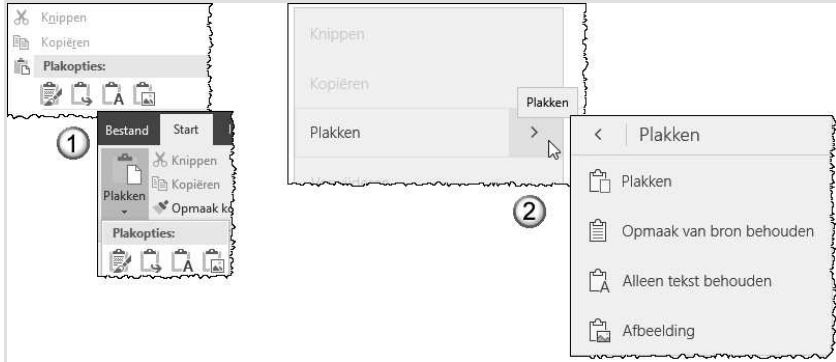 Knippen
Kopiëren
Plakopties:
1
Bestand Start
Plakken
Knippen
Kopiëren
Opmaak ko
Plakopties:
Knippen
Kopiëren
Plakken
Plakken
2
Plakken
Plakken
Opmaak van bron behouden
Alleen tekst behouden
Afbeelding